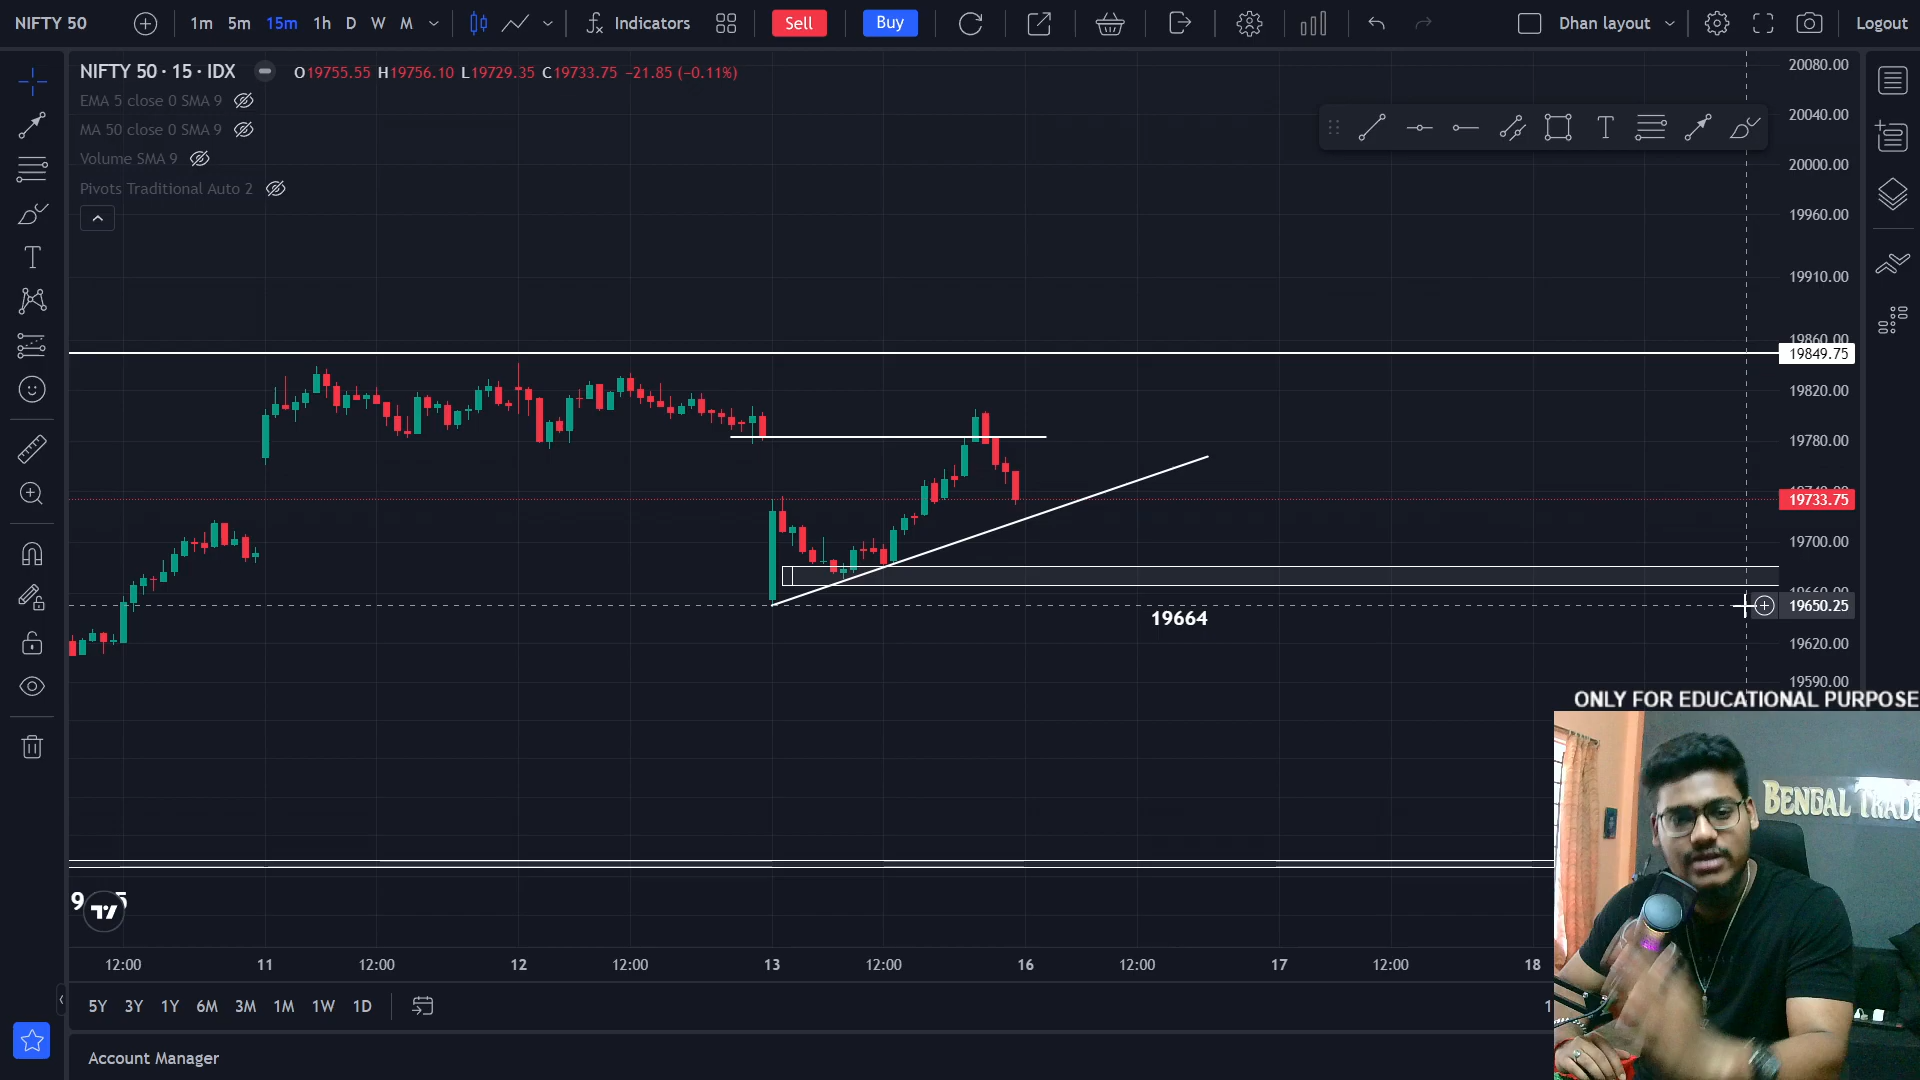 NIFTY 50 1m 5m 15m 1h D W M Indicators Sell Buy Dhan layout Logout
NIFTY 50 · 15 · IDX O19755.55 H19756.10 L19729.35 C19733.75 −21.85 (−0.11%)
EMA 5 close 0 SMA 9
MA 50 close 0 SMA 9
Volume SMA 9
Pivots Traditional Auto 2
20080.00
20040.00
20000.00
19960.00
19910.00
19860.00
19849.75
19820.00
19780.00
19733.75
19700.00
19650.25
19664
19620.00
19590.00
ONLY FOR EDUCATIONAL PURPOSE
BENGAL TRADE
12:00 11 12:00 12 12:00 13 12:00 16 12:00 17 12:00 18
5Y 3Y 1Y 6M 3M 1M 1W 1D
Account Manager